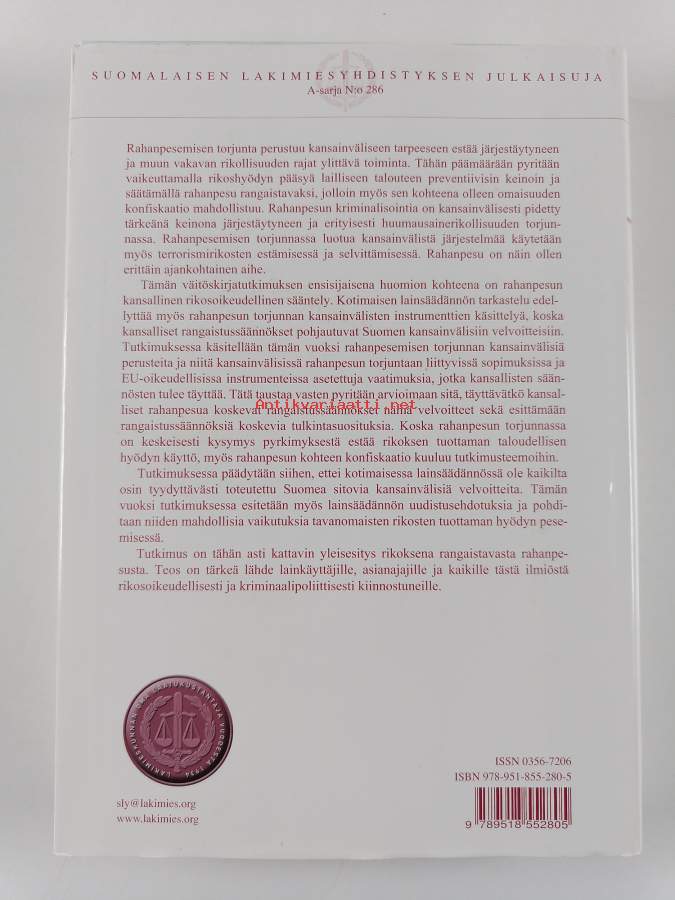 SUOMALAISEN LAKIMIESYHDISTYKSEN JULKAISUJA
A-sarja N:o 286
Rahanpesemisen torjunta perustuu kansainväliseen tarpeeseen estää järjestäytyneen
ja muun vakavan rikollisuuden rajat ylittävä toiminta. Tähän päämäärään pyritään
vaikeuttamalla rikoshyödyn pääsyä lailliseen talouteen preventiivisin keinoin ja
säätämällä rahanpesu rangaistavaksi, jolloin myös sen kohteena olleen omaisuuden
konfiskaatio mahdollistuu. Rahanpesun kriminalisointia on kansainvälisesti pidetty
tärkeänä keinona järjestäytyneen ja erityisesti huumausainerikollisuuden torjun-
nassa. Rahanpesemisen torjunnassa luotua kansainvälistä järjestelmää käytetään
myös terrorismirikosten estämisessä ja selvittämisessä. Rahanpesu on näin ollen
erittäin ajankohtainen aihe.
Tämän väitöskirjatutkimuksen ensisijaisena huomion kohteena on rahanpesun
kansallinen rikosoikeudellinen sääntely. Kotimaisen lainsäädännön tarkastelu edel-
lyttää myös rahanpesun torjunnan kansainvälisten instrumenttien käsittelyä, koska
kansalliset rangaistussäännökset pohjautuvat Suomen kansainvälisiin velvoitteisiin.
Tutkimuksessa käsitellään tämän vuoksi rahanpesemisen torjunnan kansainvälisiä
perusteita ja niitä kansainvälisissä rahanpesun torjuntaan liittyvissä sopimuksissa ja
EU-oikeudellisissa instrumenteissa asetettuja vaatimuksia, jotka kansallisten sään-
nösten tulee täyttää. Tätä taustaa vasten pyritään arvioimaan sitä, täyttävätkö kansal-
liset rahanpesua koskevat rangaistussäännökset nämä velvoitteet sekä esittämään
Antikvariaatti.net
rangaistussäännöksiä koskevia tulkintasuosituksia. Koska rahanpesun torjunnassa
on keskeisesti kysymys pyrkimyksestä estää rikoksen tuottaman taloudellisen
hyödyn käyttö, myös rahanpesun kohteen konfiskaatio kuuluu tutkimusteemoihin.
Tutkimuksessa päädytään siihen, ettei kotimaisessa lainsäädännössä ole kaikilta
osin tyydyttävästi toteutettu Suomea sitovia kansainvälisiä velvoitteita. Tämän
vuoksi tutkimuksessa esitetään myös lainsäädännön uudistusehdotuksia ja pohdi-
taan niiden mahdollisia vaikutuksia tavanomaisten rikosten tuottaman hyödyn pese-
misessä.
Tutkimus on tähän asti kattavin yleisesitys rikoksena rangaistavasta rahanpe-
susta. Teos on tärkeä lähde lainkäyttäjille, asianajajille ja kaikille tästä ilmiöstä
rikosoikeudellisesti ja kriminaalipoliittisesti kiinnostuneille.
LAKIMIESKUNNAN OMA LAKIJUKUSTANTAJA VUODESTA 1934
ISSN 0356-7206
ISBN 978-951-855-280-5
sly@lakimies.org
www.lakimies.org
9 789518 552805